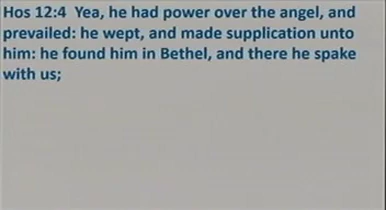 Hos 12:4  Yea, he had power over the angel, and
prevailed: he wept, and made supplication unto
him: he found him in Bethel, and there he spake
with us;